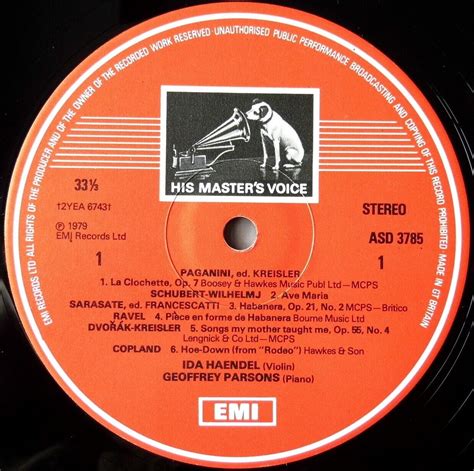 EMI RECORDS LTD ALL RIGHTS OF THE PRODUCER AND OF THE OWNER OF THE RECORDED WORK RESERVED · UNAUTHORISED PUBLIC PERFORMANCE BROADCASTING AND COPYING OF THIS RECORD PROHIBITED MADE IN GT BRITAIN
HIS MASTER'S VOICE
33⅓
†2YEA 6743†
STEREO
℗ 1979
EMI Records Ltd
ASD 3785
1
1
PAGANINI, ed. KREISLER
1. La Clochette, Op. 7 Boosey & Hawkes Music Publ Ltd—MCPS
SCHUBERT-WILHELMJ 2. Ave Maria
SARASATE, ed. FRANCESCATTI 3. Habanera, Op. 21, No. 2 MCPS—Britico
RAVEL 4. Pièce en forme de Habanera Bourne Music Ltd
DVOŘÁK-KREISLER 5. Songs my mother taught me, Op. 55, No. 4
Lengnick & Co Ltd—MCPS
COPLAND 6. Hoe-Down (from "Rodeo") Hawkes & Son
IDA HAENDEL (Violin)
GEOFFREY PARSONS (Piano)
EMI